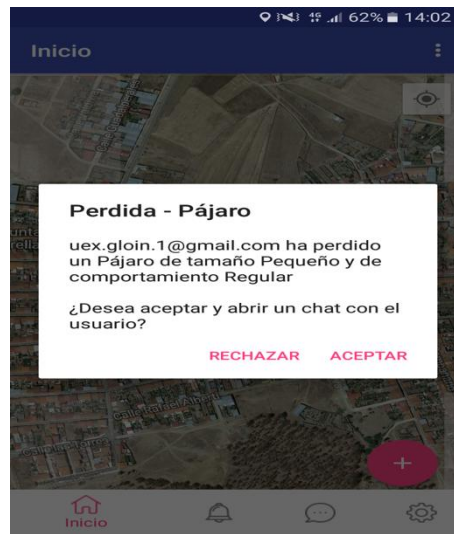 4G 62% 14:02
Inicio
Perdida - Pájaro
uex.gloin.1@gmail.com ha perdido
un Pájaro de tamaño Pequeño y de
comportamiento Regular
¿Desea aceptar y abrir un chat con el
usuario?
RECHAZAR ACEPTAR
+
Inicio